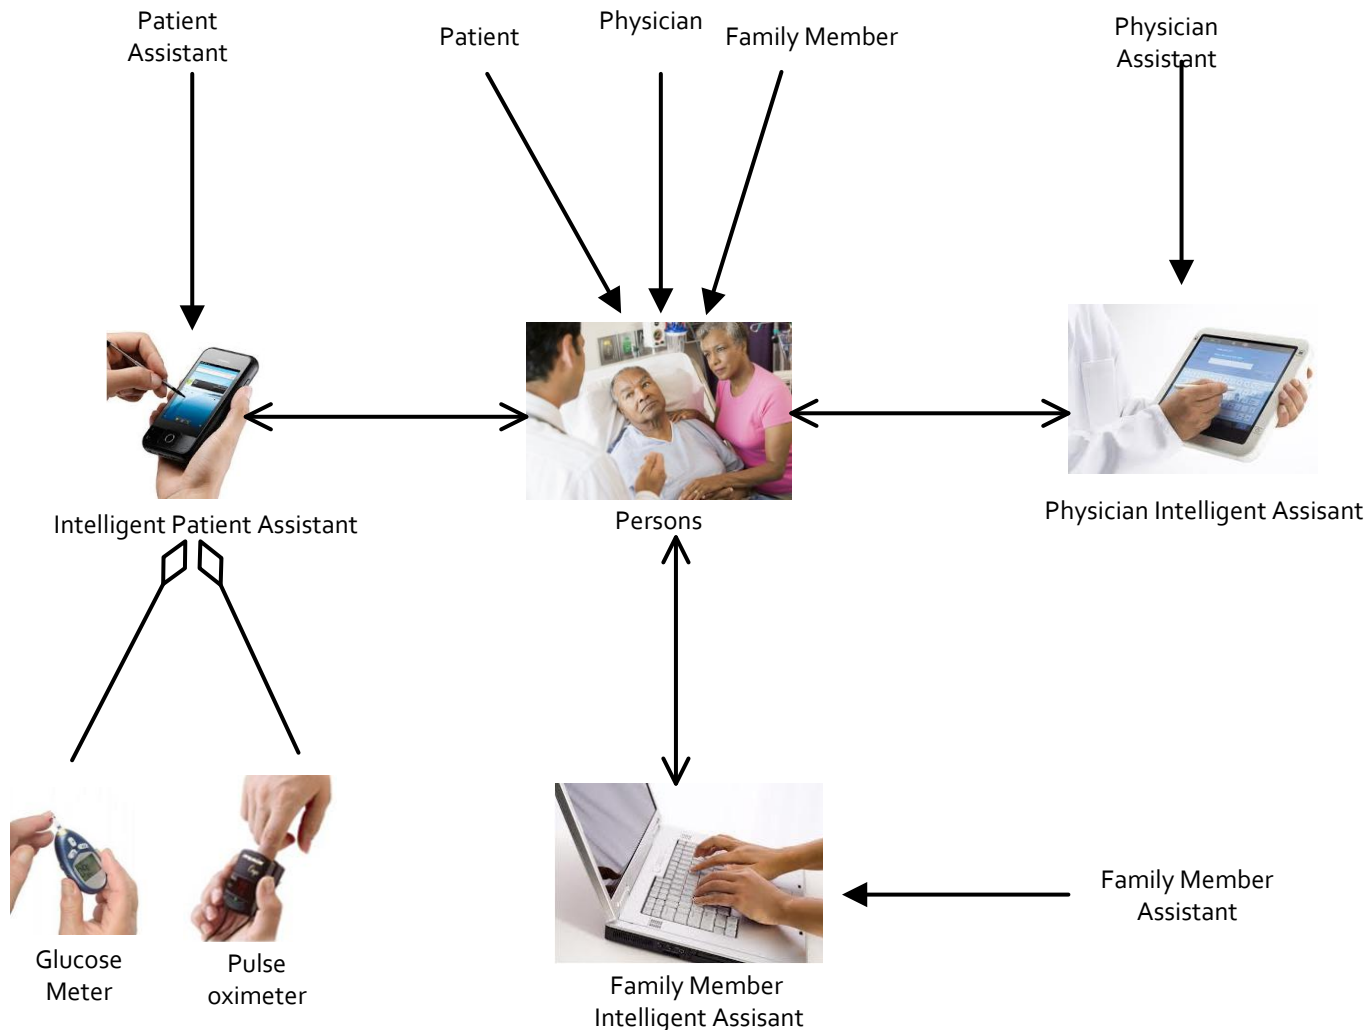 Patient
Assistant
Patient
Physician
Family Member
Physician
Assistant
Intelligent Patient Assistant
Persons
Physician Intelligent Assisant
Glucose
Meter
Pulse
oximeter
Family Member
Intelligent Assisant
Family Member
Assistant